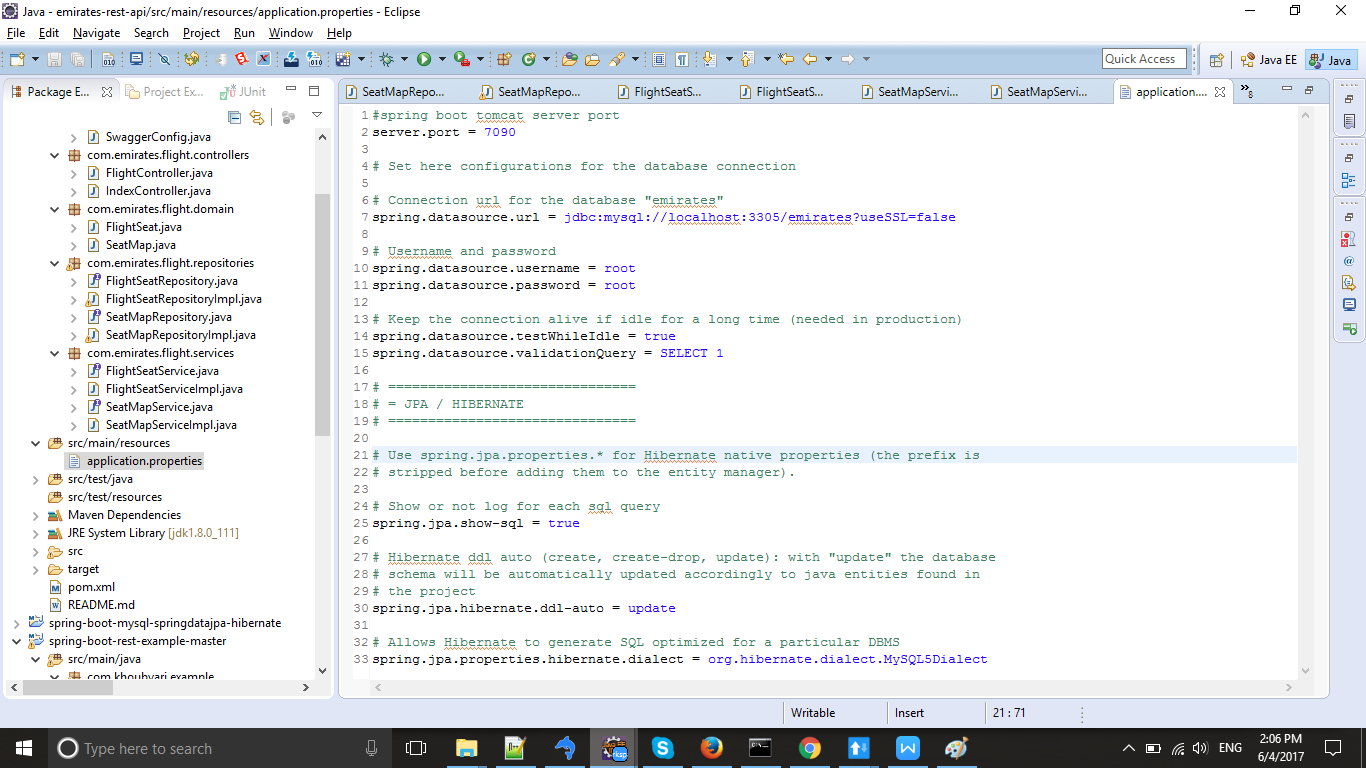 Java - emirates-rest-api/src/main/resources/application.properties - Eclipse
File Edit Navigate Search Project Run Window Help
Quick Access
Java EE
Java
Package E...
Project Ex...
JUnit
SeatMapRepo...
SeatMapRepo...
FlightSeatS...
FlightSeatS...
SeatMapServi...
SeatMapServi...
application....
»8
SwaggerConfig.java
com.emirates.flight.controllers
FlightController.java
IndexController.java
com.emirates.flight.domain
FlightSeat.java
SeatMap.java
com.emirates.flight.repositories
FlightSeatRepository.java
FlightSeatRepositoryImpl.java
SeatMapRepository.java
SeatMapRepositoryImpl.java
com.emirates.flight.services
FlightSeatService.java
FlightSeatServiceImpl.java
SeatMapService.java
SeatMapServiceImpl.java
src/main/resources
application.properties
src/test/java
src/test/resources
Maven Dependencies
JRE System Library [jdk1.8.0_111]
src
target
pom.xml
README.md
spring-boot-mysql-springdatajpa-hibernate
spring-boot-rest-example-master
src/main/java
com.khoubyari.example
1 #spring boot tomcat server port
2 server.port = 7090
3
4 # Set here configurations for the database connection
5
6 # Connection url for the database "emirates"
7 spring.datasource.url = jdbc:mysql://localhost:3305/emirates?useSSL=false
8
9 # Username and password
10 spring.datasource.username = root
11 spring.datasource.password = root
12
13 # Keep the connection alive if idle for a long time (needed in production)
14 spring.datasource.testWhileIdle = true
15 spring.datasource.validationQuery = SELECT 1
16
17 # ===============================
18 # = JPA / HIBERNATE
19 # ===============================
20
21 # Use spring.jpa.properties.* for Hibernate native properties (the prefix is
22 # stripped before adding them to the entity manager).
23
24 # Show or not log for each sql query
25 spring.jpa.show-sql = true
26
27 # Hibernate ddl auto (create, create-drop, update): with "update" the database
28 # schema will be automatically updated accordingly to java entities found in
29 # the project
30 spring.jpa.hibernate.ddl-auto = update
31
32 # Allows Hibernate to generate SQL optimized for a particular DBMS
33 spring.jpa.properties.hibernate.dialect = org.hibernate.dialect.MySQL5Dialect
Writable
Insert
21 : 71
Type here to search
ENG
2:06 PM
6/4/2017